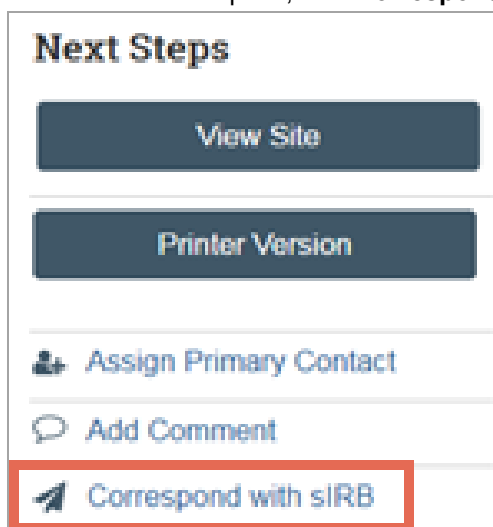 Next Steps
View Site
Printer Version
Assign Primary Contact
Add Comment
Correspond with sIRB